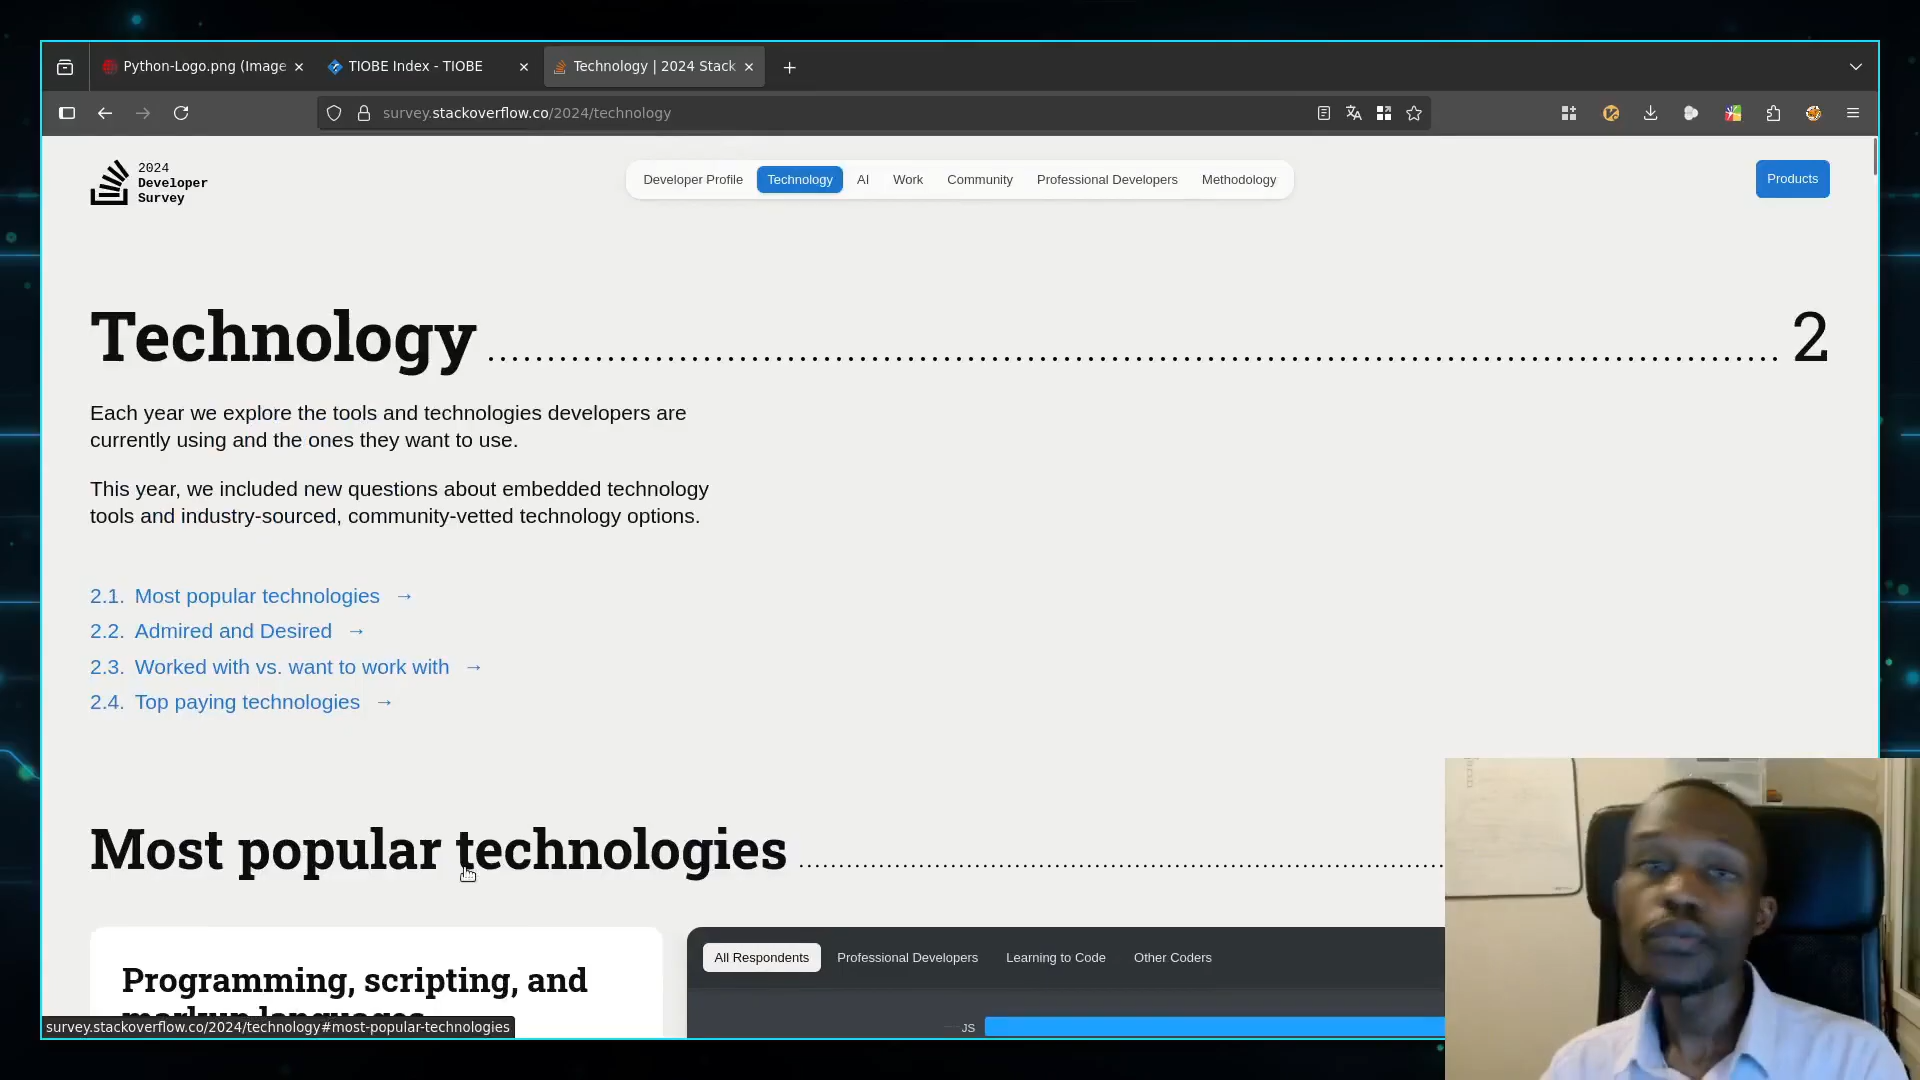 Python-Logo.png (Image
TIOBE Index - TIOBE
Technology | 2024 Stack
survey.stackoverflow.co/2024/technology
2024
Developer
Survey
Developer Profile
Technology
AI
Work
Community
Professional Developers
Methodology
Products
Technology
2
Each year we explore the tools and technologies developers are
currently using and the ones they want to use.
This year, we included new questions about embedded technology
tools and industry-sourced, community-vetted technology options.
2.1. Most popular technologies →
2.2. Admired and Desired →
2.3. Worked with vs. want to work with →
2.4. Top paying technologies →
Most popular technologies
Programming, scripting, and
markup languages
All Respondents
Professional Developers
Learning to Code
Other Coders
JS
survey.stackoverflow.co/2024/technology#most-popular-technologies